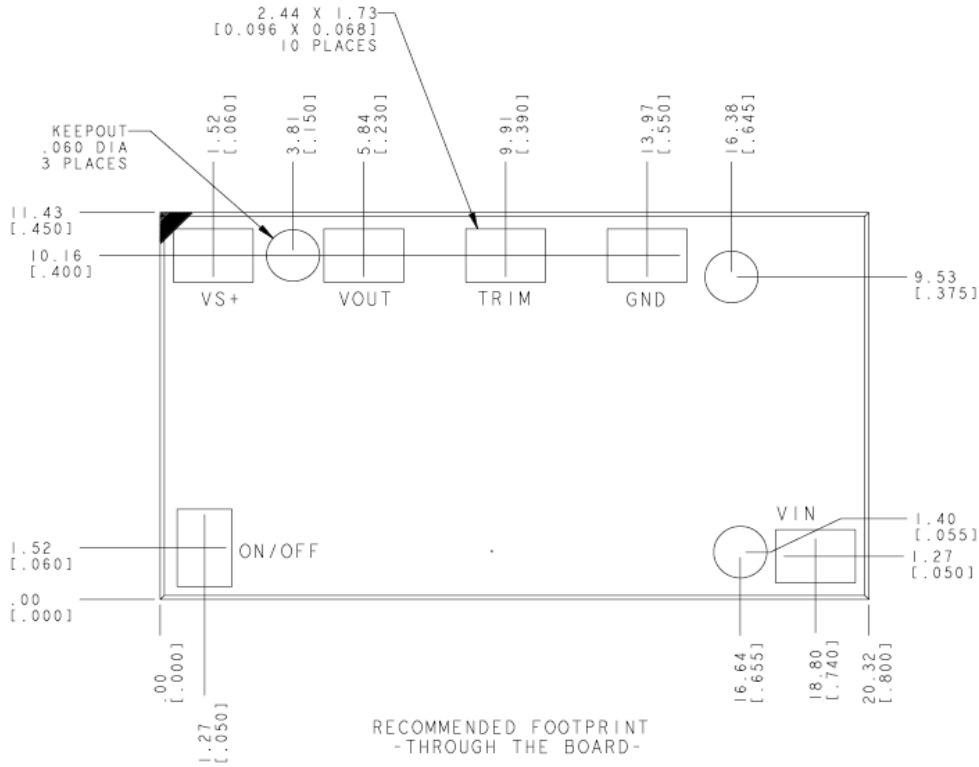 2.44 X 1.73
[0.096 X 0.068]
10 PLACES
KEEPOUT
.060 DIA
3 PLACES
1.52
[.060]
3.81
[.150]
5.84
[.230]
9.91
[.390]
13.97
[.550]
16.38
[.645]
11.43
[.450]
10.16
[.400]
9.53
[.375]
VS+
VOUT
TRIM
GND
1.52
[.060]
ON/OFF
VIN
1.40
[.055]
1.27
[.050]
.00
[.000]
.00
[.000]
1.27
[.050]
16.64
[.655]
18.80
[.740]
20.32
[.800]
RECOMMENDED FOOTPRINT
-THROUGH THE BOARD-